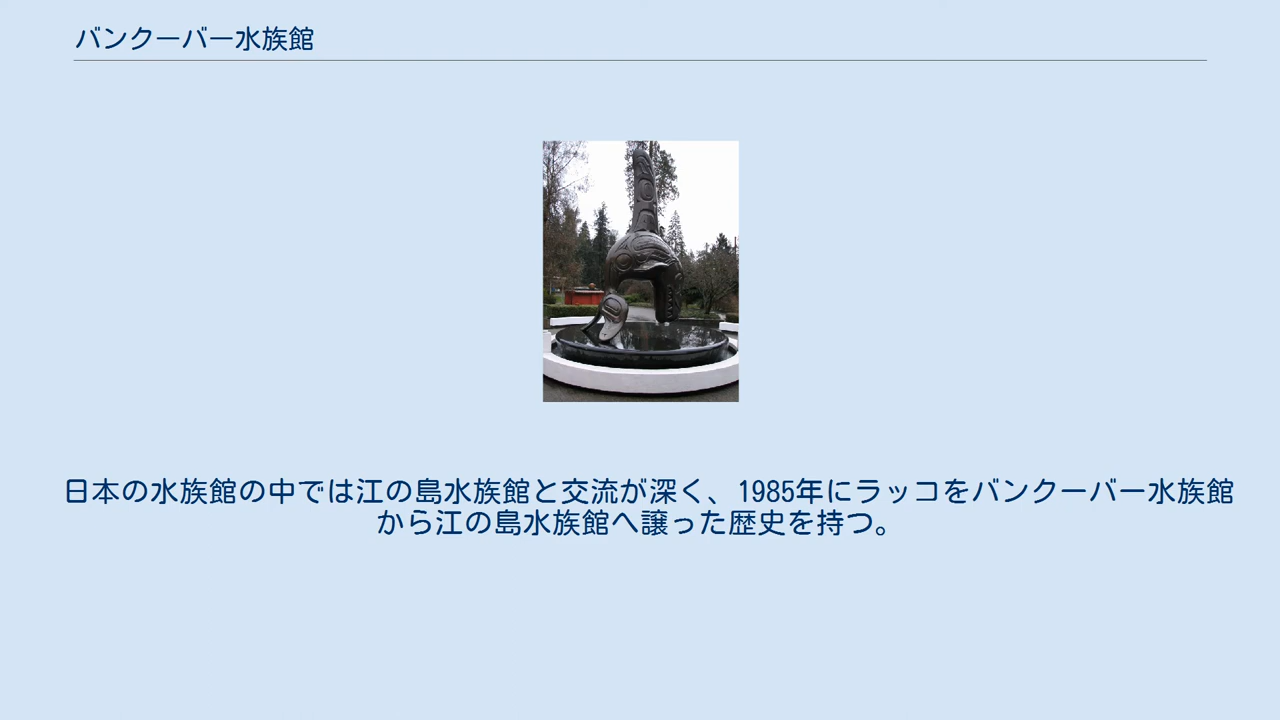 バンクーバー水族館
日本の水族館の中では江の島水族館と交流が深く、1985年にラッコをバンクーバー水族館
から江の島水族館へ譲った歴史を持つ。